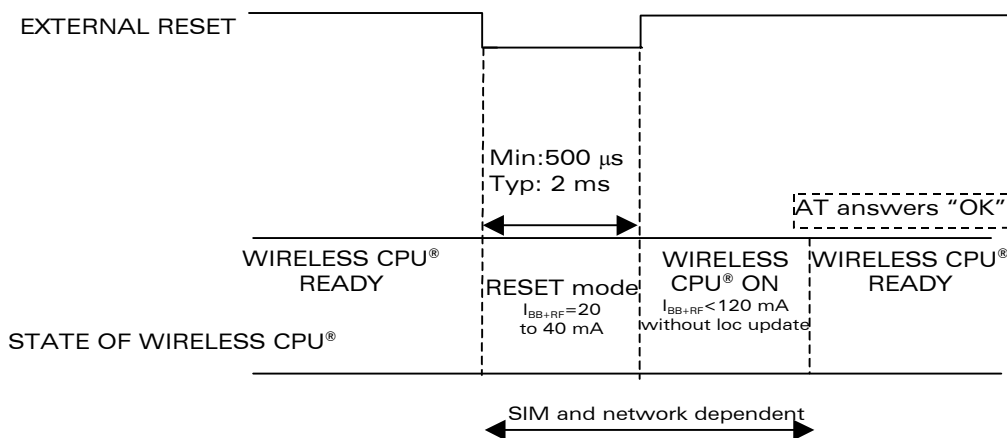 EXTERNAL RESET
Min:500 µs
Typ: 2 ms
AT answers “OK”
WIRELESS CPU®
READY
RESET mode
IBB+RF=20
to 40 mA
WIRELESS
CPU® ON
IBB+RF<120 mA
without loc update
WIRELESS CPU®
READY
STATE OF WIRELESS CPU®
SIM and network dependent